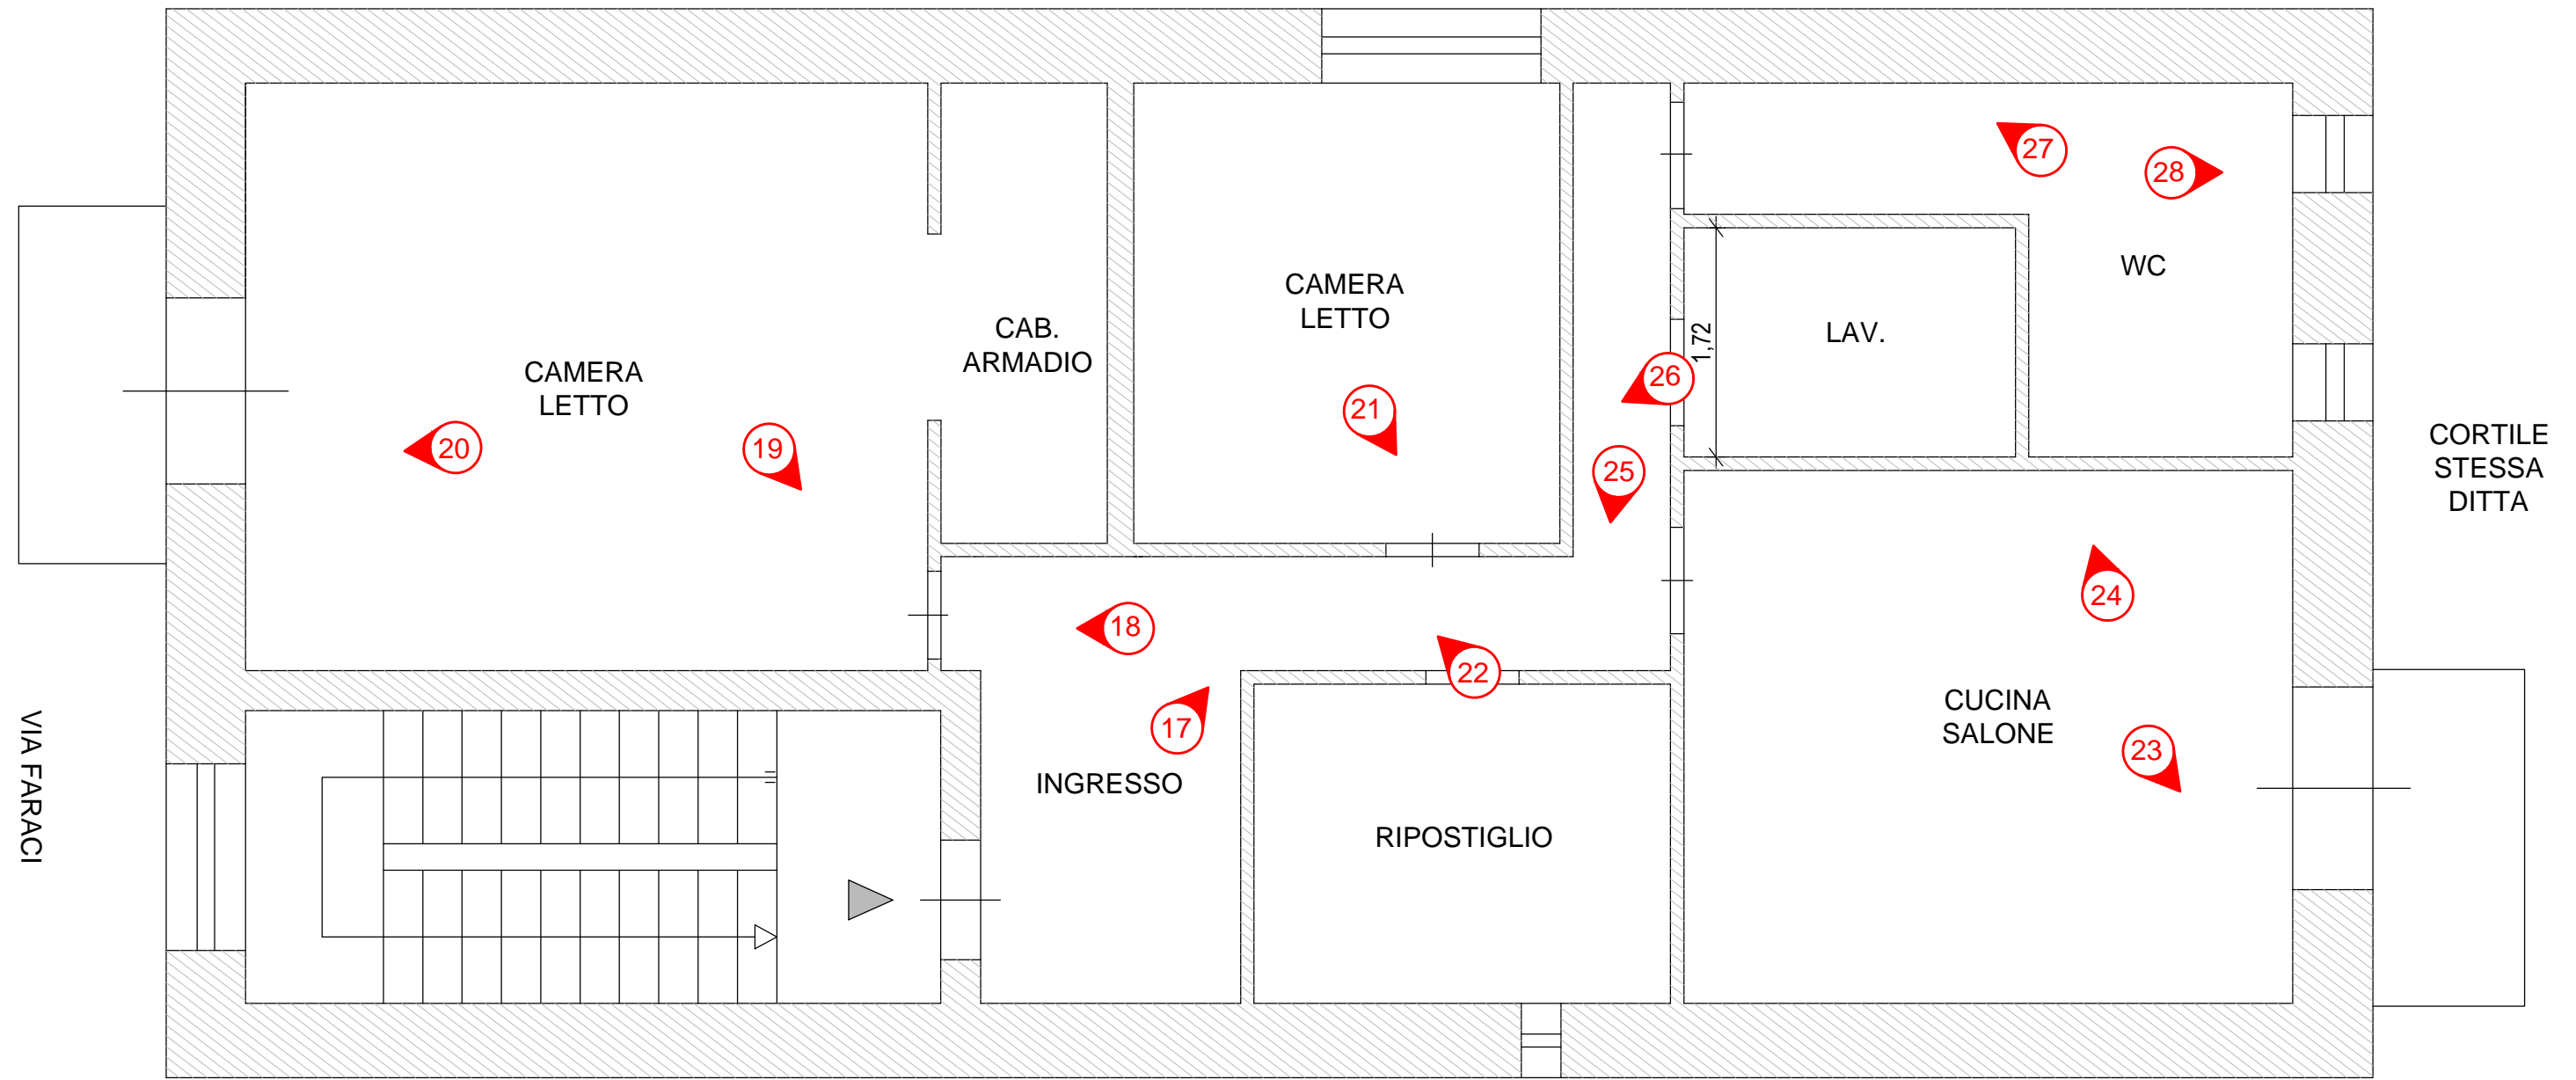 27
28
WC
CAMERA
LETTO
CAB.
ARMADIO
CAMERA
LETTO
1,72
LAV.
26
21
20
19
25
CORTILE
STESSA
DITTA
24
18
22
17
CUCINA
SALONE
23
VIA FARACI
INGRESSO
RIPOSTIGLIO